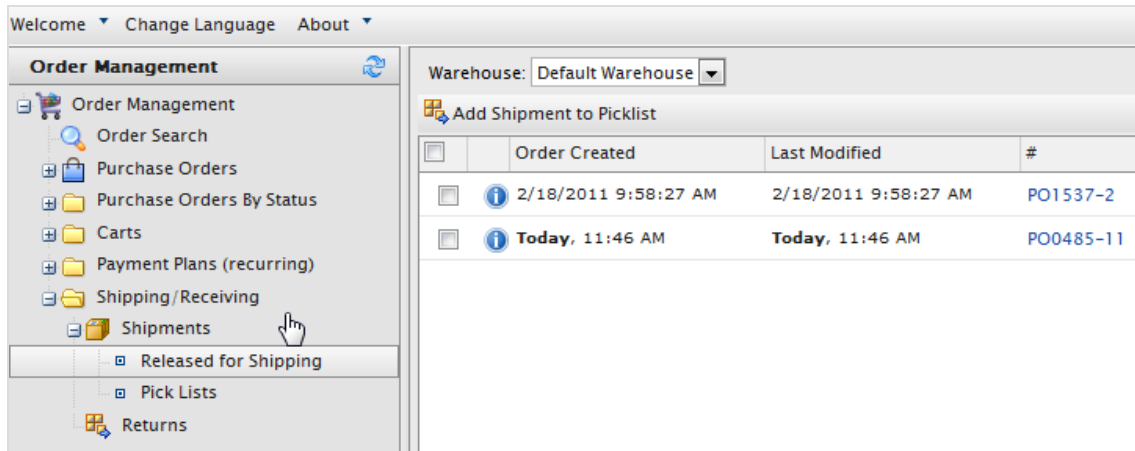 Welcome Change Language About
Order Management
Order Management
Order Search
Purchase Orders
Purchase Orders By Status
Carts
Payment Plans (recurring)
Shipping/Receiving
Shipments
Released for Shipping
Pick Lists
Returns
Warehouse: Default Warehouse
Add Shipment to Picklist
Order Created Last Modified #
2/18/2011 9:58:27 AM 2/18/2011 9:58:27 AM PO1537-2
Today, 11:46 AM Today, 11:46 AM PO0485-11